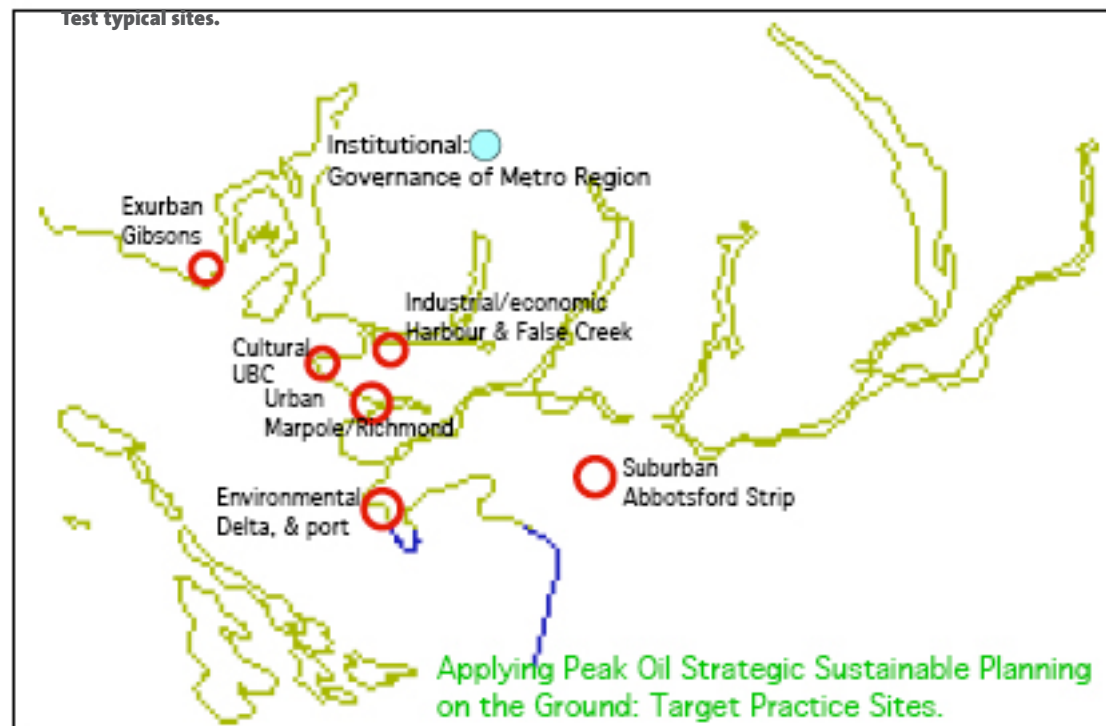 Test typical sites.
Institutional:
Governance of Metro Region
Exurban
Gibsons
Industrial/economic
Harbour & False Creek
Cultural
UBC
Urban
Marpole/Richmond
Suburban
Abbotsford Strip
Environmental
Delta, & port
Applying Peak Oil Strategic Sustainable Planning
on the Ground: Target Practice Sites.